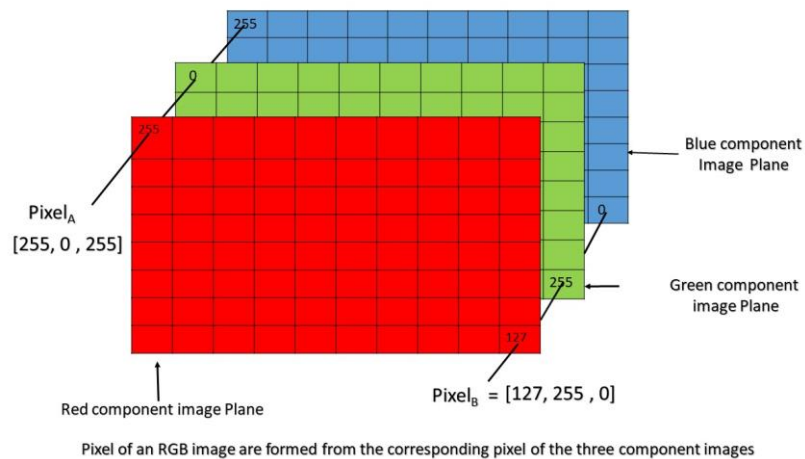 255
0
255
Blue component
Image Plane
Pixel_A
[255, 0 , 255]
0
255
Green component
image Plane
127
Pixel_B = [127, 255 , 0]
Red component image Plane
Pixel of an RGB image are formed from the corresponding pixel of the three component images